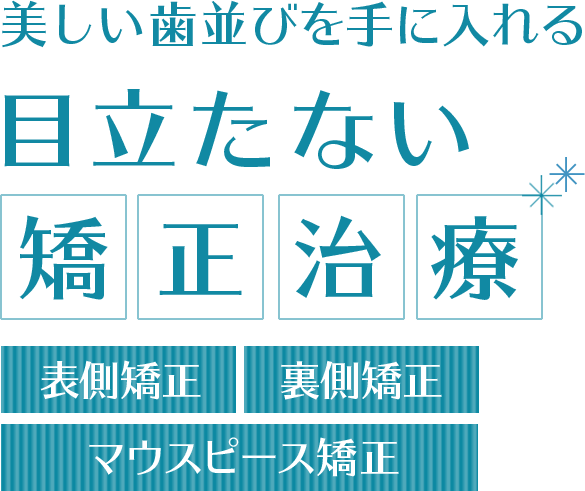 美しい歯並びを手に入れる
目立たない
矯正治療
表側矯正 裏側矯正
マウスピース矯正